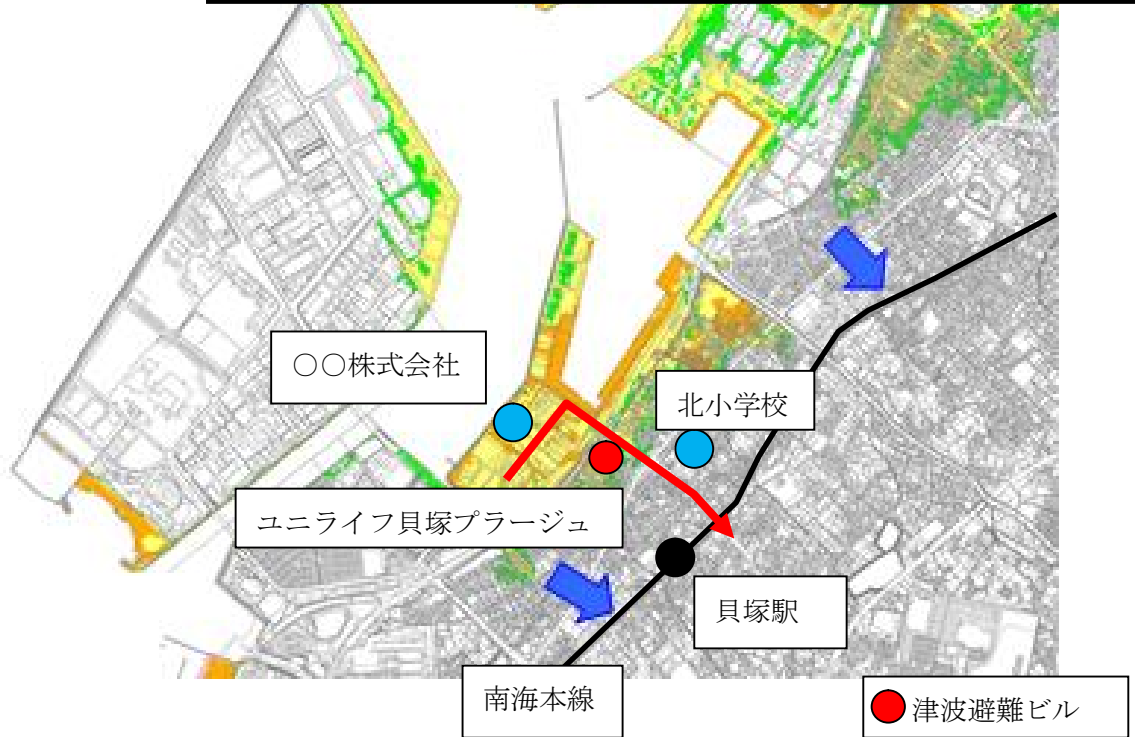 ○○株式会社
北小学校
ユニライフ貝塚プラージュ
貝塚駅
南海本線
津波避難ビル